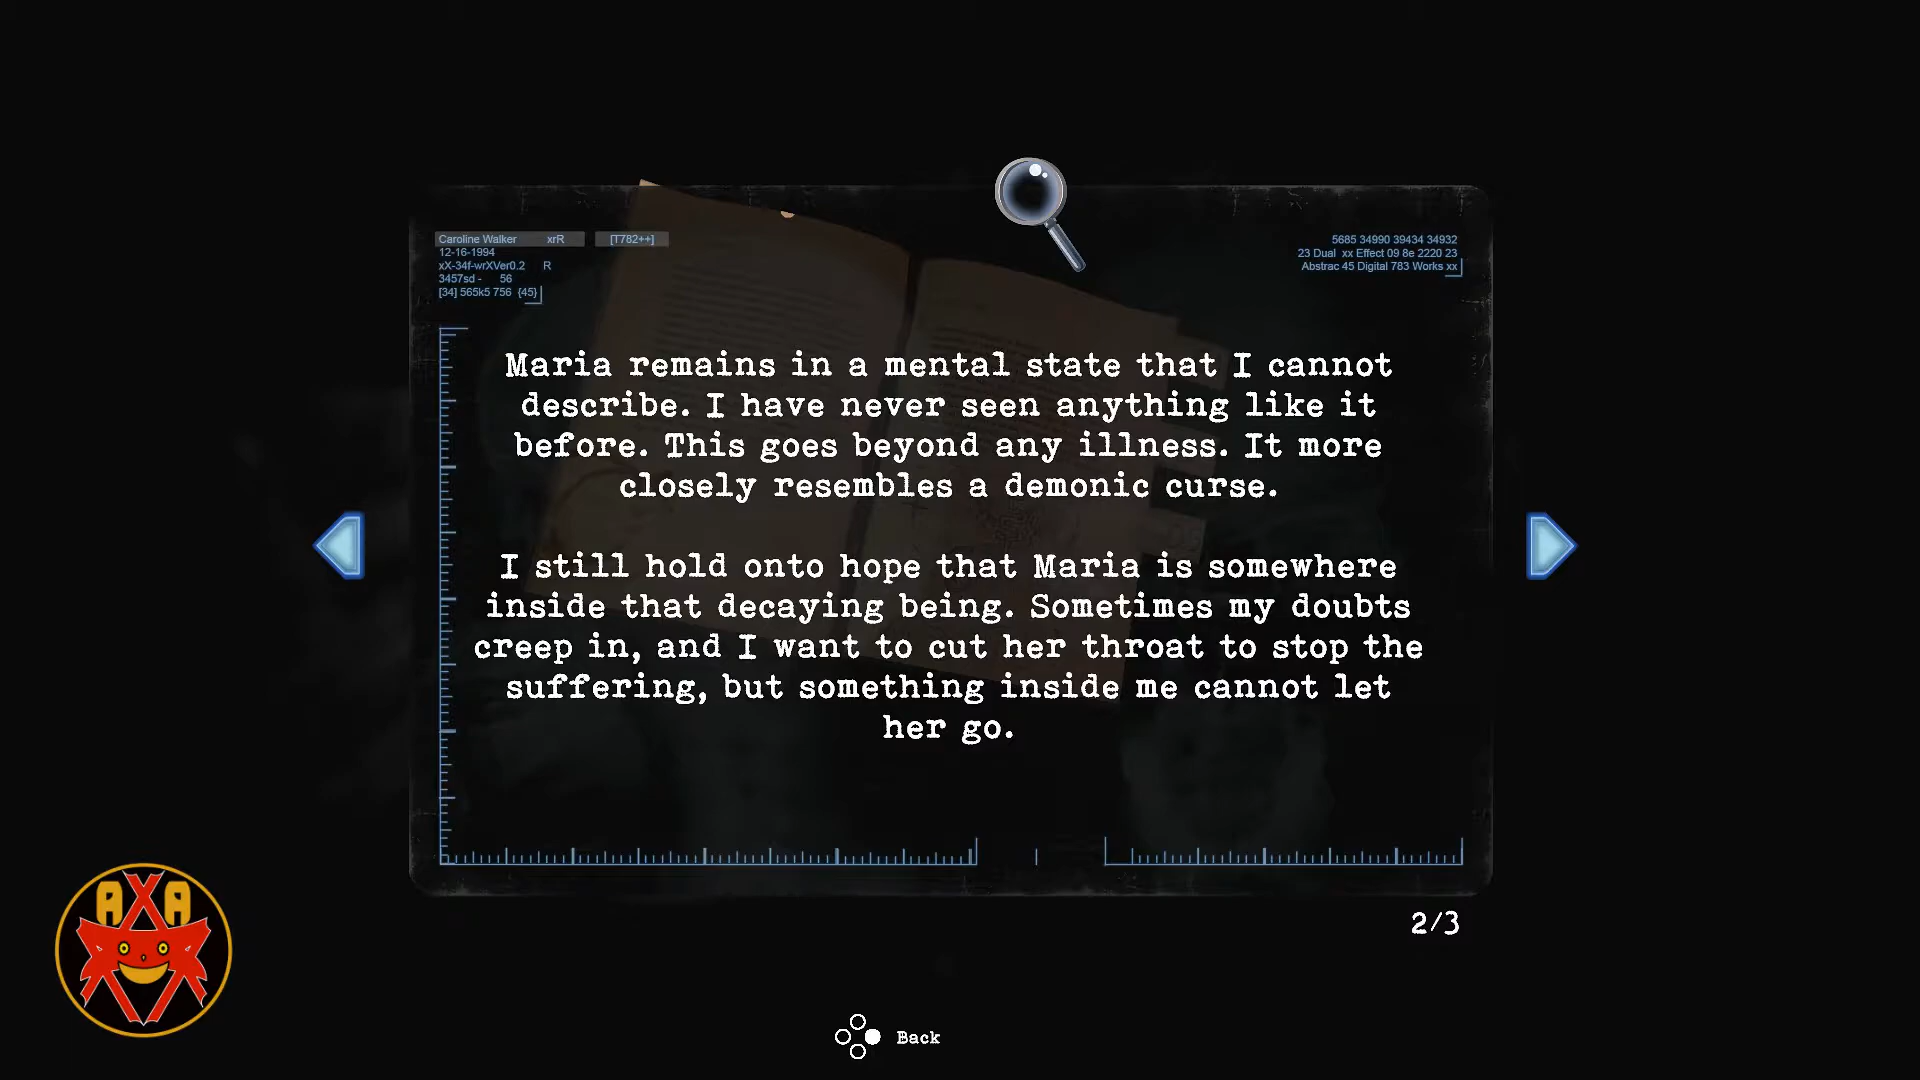 Caroline Walker xrR [T782++]
12-16-1994
xX-34f-wrXVer0.2 R
3457sd - 56
[34] 565k5 756 {45}
5685 34990 39434 34932
23 Dual xx Effect 09 8e 2220 23
Abstrac 45 Digital 783 Works xx
Maria remains in a mental state that I cannot
describe. I have never seen anything like it
before. This goes beyond any illness. It more
closely resembles a demonic curse.
I still hold onto hope that Maria is somewhere
inside that decaying being. Sometimes my doubts
creep in, and I want to cut her throat to stop the
suffering, but something inside me cannot let
her go.
2/3
AXA
Back